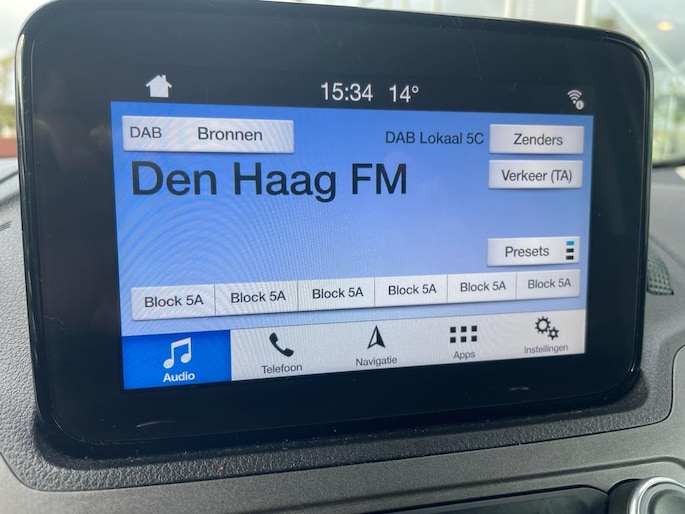 15:34 14°
DAB Bronnen
DAB Lokaal 5C
Zenders
Den Haag FM
Verkeer (TA)
Presets
Block 5A Block 5A Block 5A Block 5A Block 5A Block 5A
Audio Telefoon Navigatie Apps Instellingen